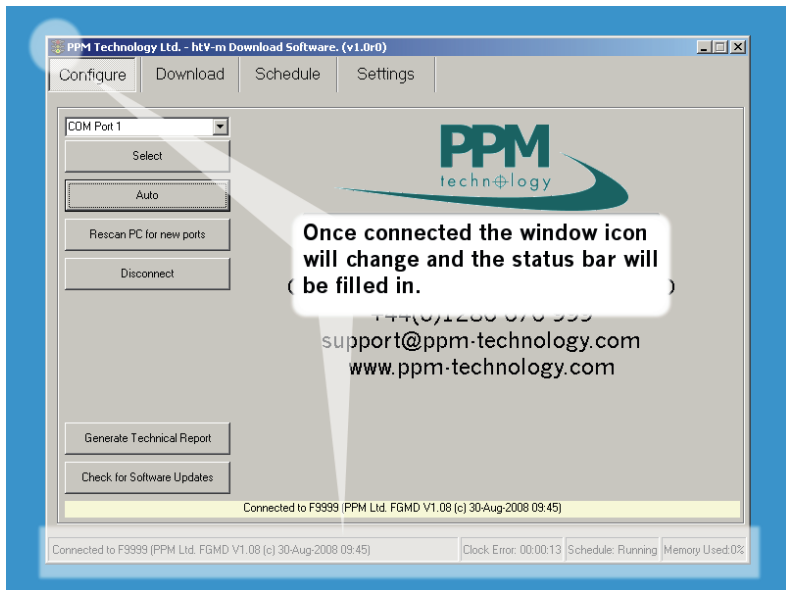 PPM Technology Ltd. - htV-m Download Software. (v1.0r0)
Configure Download Schedule Settings
COM Port 1
Select
Auto
Rescan PC for new ports
Disconnect
PPM
technology
Once connected the window icon
will change and the status bar will
be filled in.
( )
support@ppm-technology.com
www.ppm-technology.com
Generate Technical Report
Check for Software Updates
Connected to F9999 (PPM Ltd. FGMD V1.08 (c) 30-Aug-2008 09:45)
Connected to F9999 (PPM Ltd. FGMD V1.08 (c) 30-Aug-2008 09:45) Clock Error: 00:00:13 Schedule: Running Memory Used:0%